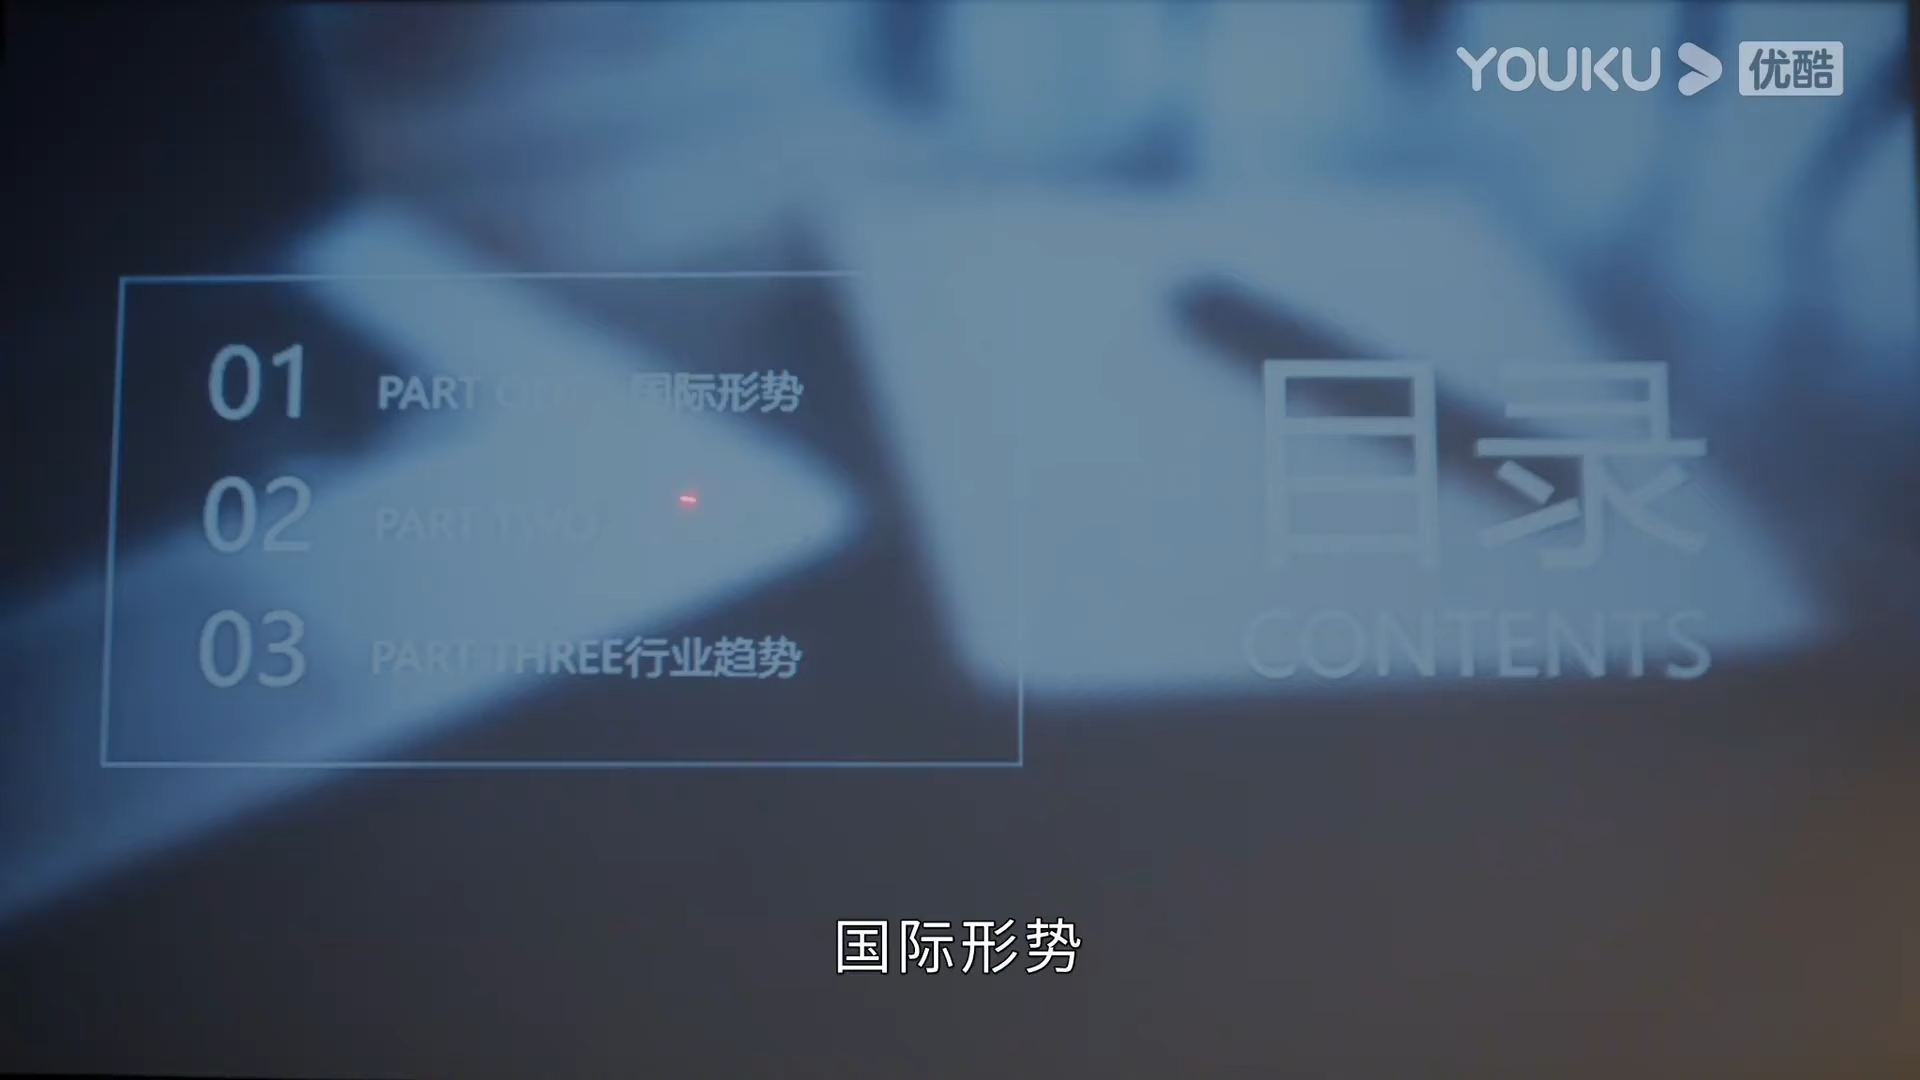 YOUKU 优酷
01 PART 国际形势
02 PART TWO
03 PART THREE行业趋势
目录
CONTENTS
国际形势